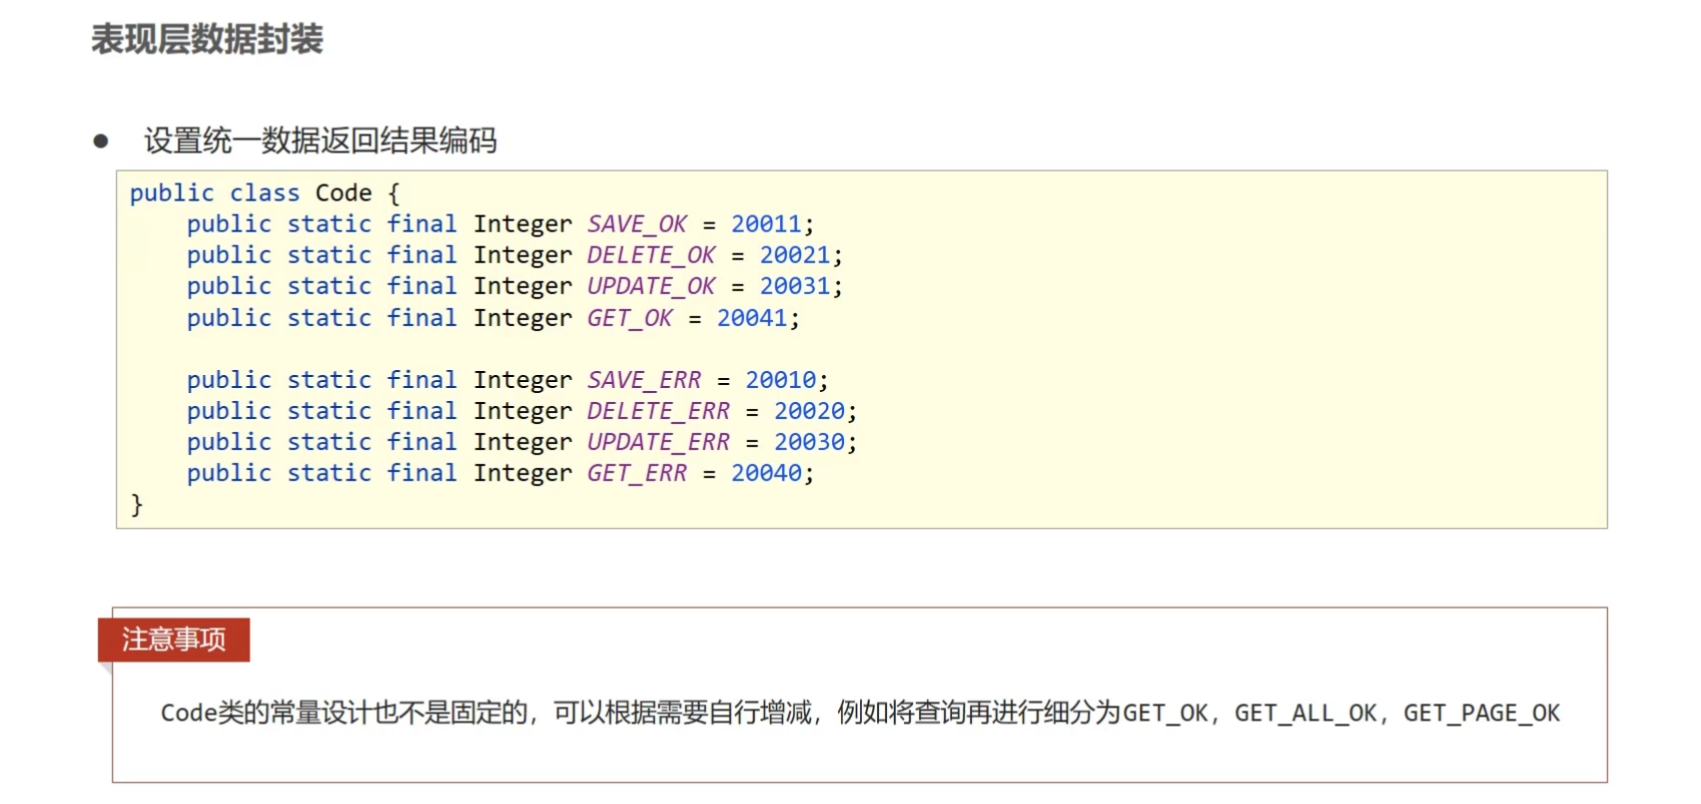 表现层数据封装
● 设置统一数据返回结果编码
public class Code {
    public static final Integer SAVE_OK = 20011;
    public static final Integer DELETE_OK = 20021;
    public static final Integer UPDATE_OK = 20031;
    public static final Integer GET_OK = 20041;

    public static final Integer SAVE_ERR = 20010;
    public static final Integer DELETE_ERR = 20020;
    public static final Integer UPDATE_ERR = 20030;
    public static final Integer GET_ERR = 20040;
}
注意事项
Code类的常量设计也不是固定的，可以根据需要自行增减，例如将查询再进行细分为GET_OK，GET_ALL_OK，GET_PAGE_OK